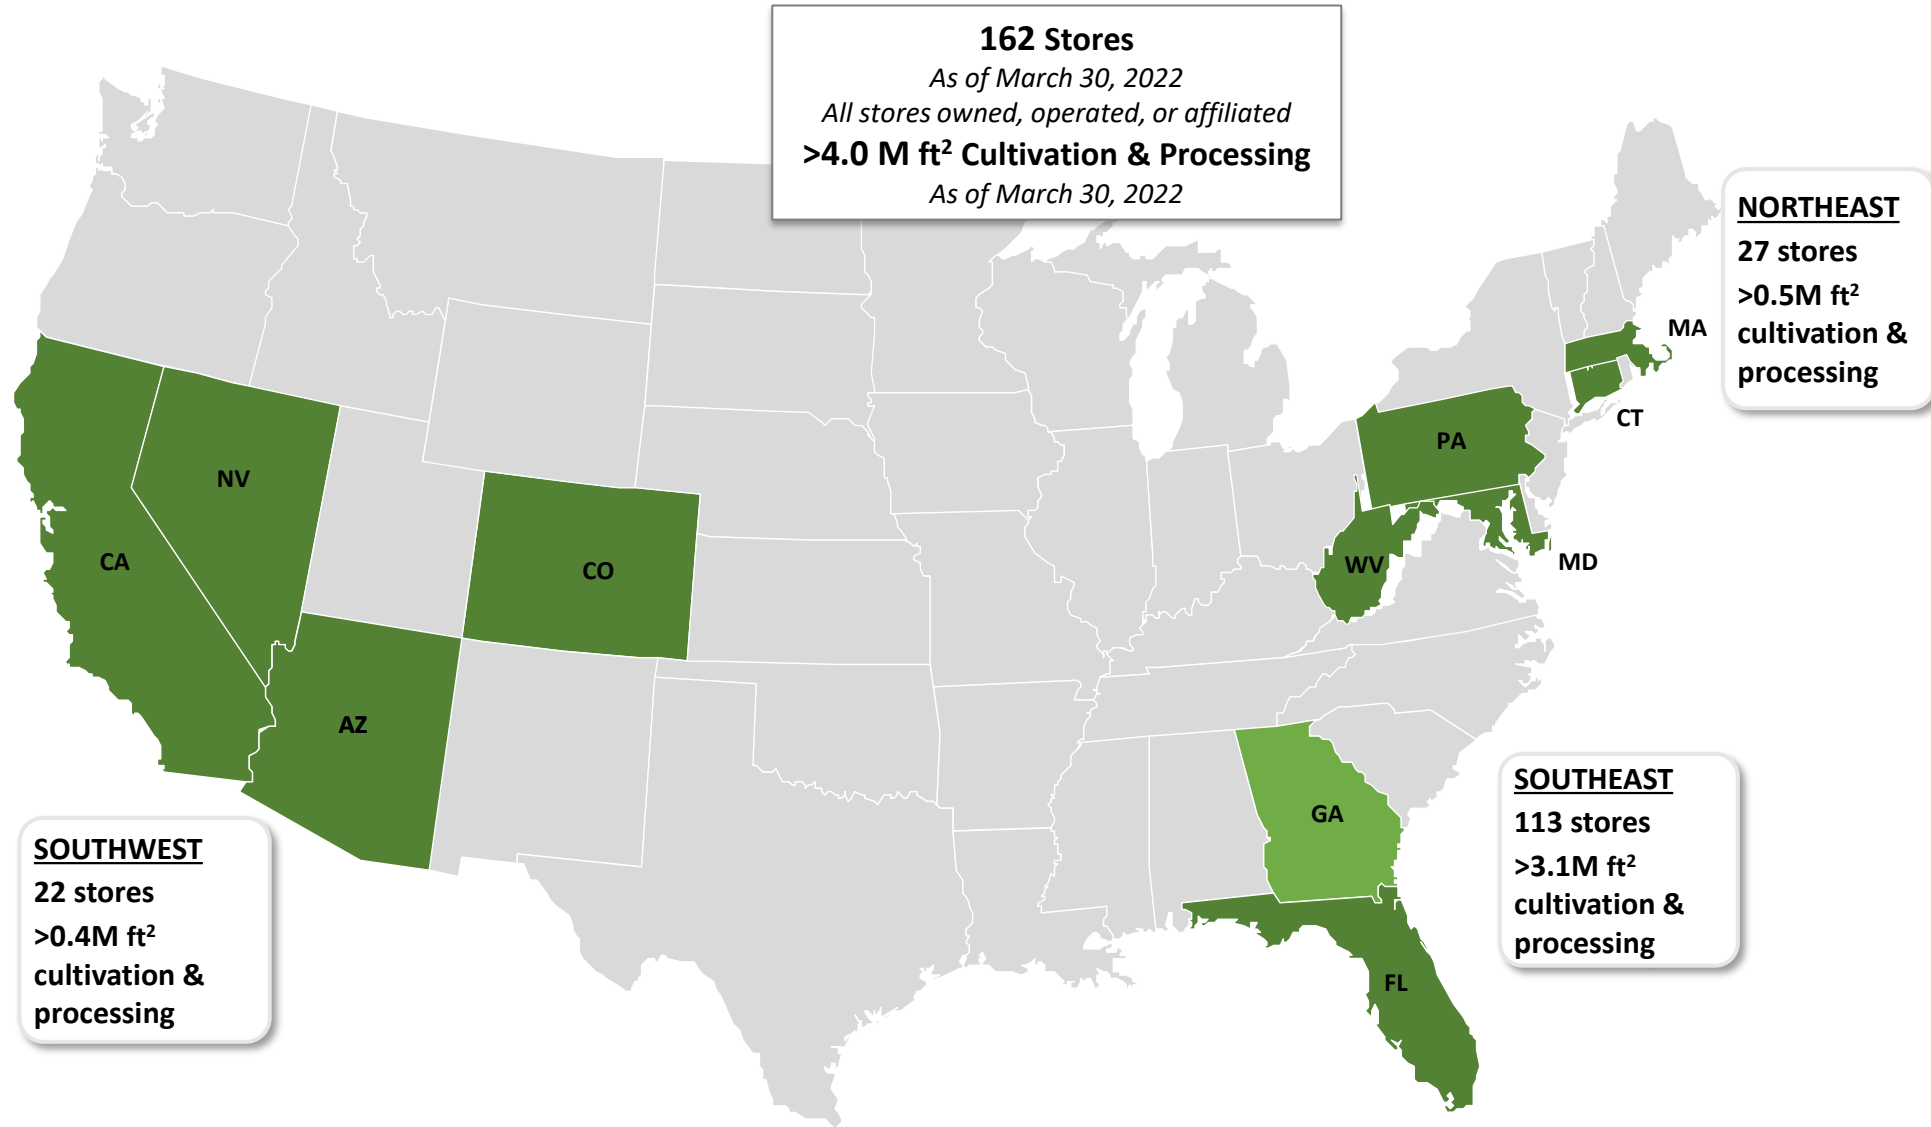 162 Stores
As of March 30, 2022
All stores owned, operated, or affiliated
>4.0 M ft² Cultivation & Processing
As of March 30, 2022
NORTHEAST
27 stores
>0.5M ft²
cultivation &
processing
MA
CT
PA
NV
CA
CO
WV
MD
AZ
SOUTHEAST
113 stores
>3.1M ft²
cultivation &
processing
GA
SOUTHWEST
22 stores
>0.4M ft²
cultivation &
processing
FL